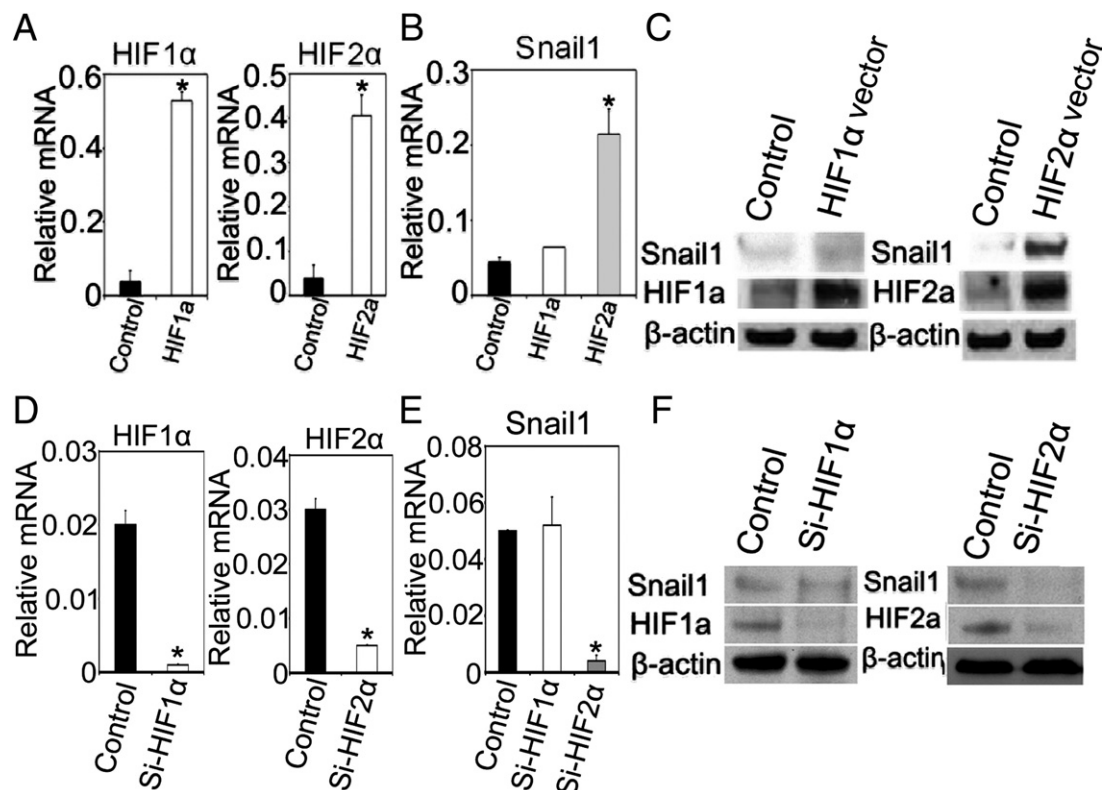 A
HIF1α
Relative mRNA
0.6
0.4
0.2
0
*
Control
HIF1a
HIF2α
Relative mRNA
0.5
0.4
0.3
0.2
0.1
0
*
Control
HIF2a
B
Snail1
Relative mRNA
0.3
0.2
0.1
0
*
Control
HIF1a
HIF2a
C
Control
HIF1α vector
Snail1
HIF1a
β-actin
Control
HIF2α vector
Snail1
HIF2a
β-actin
D
HIF1α
Relative mRNA
0.03
0.02
0.01
0
*
Control
Si-HIF1α
HIF2α
Relative mRNA
0.04
0.03
0.02
0.01
0
*
Control
Si-HIF2α
E
Snail1
Relative mRNA
0.08
0.06
0.04
0.02
0
*
Control
Si-HIF1α
Si-HIF2α
F
Control
Si-HIF1α
Snail1
HIF1a
β-actin
Control
Si-HIF2α
Snail1
HIF2a
β-actin